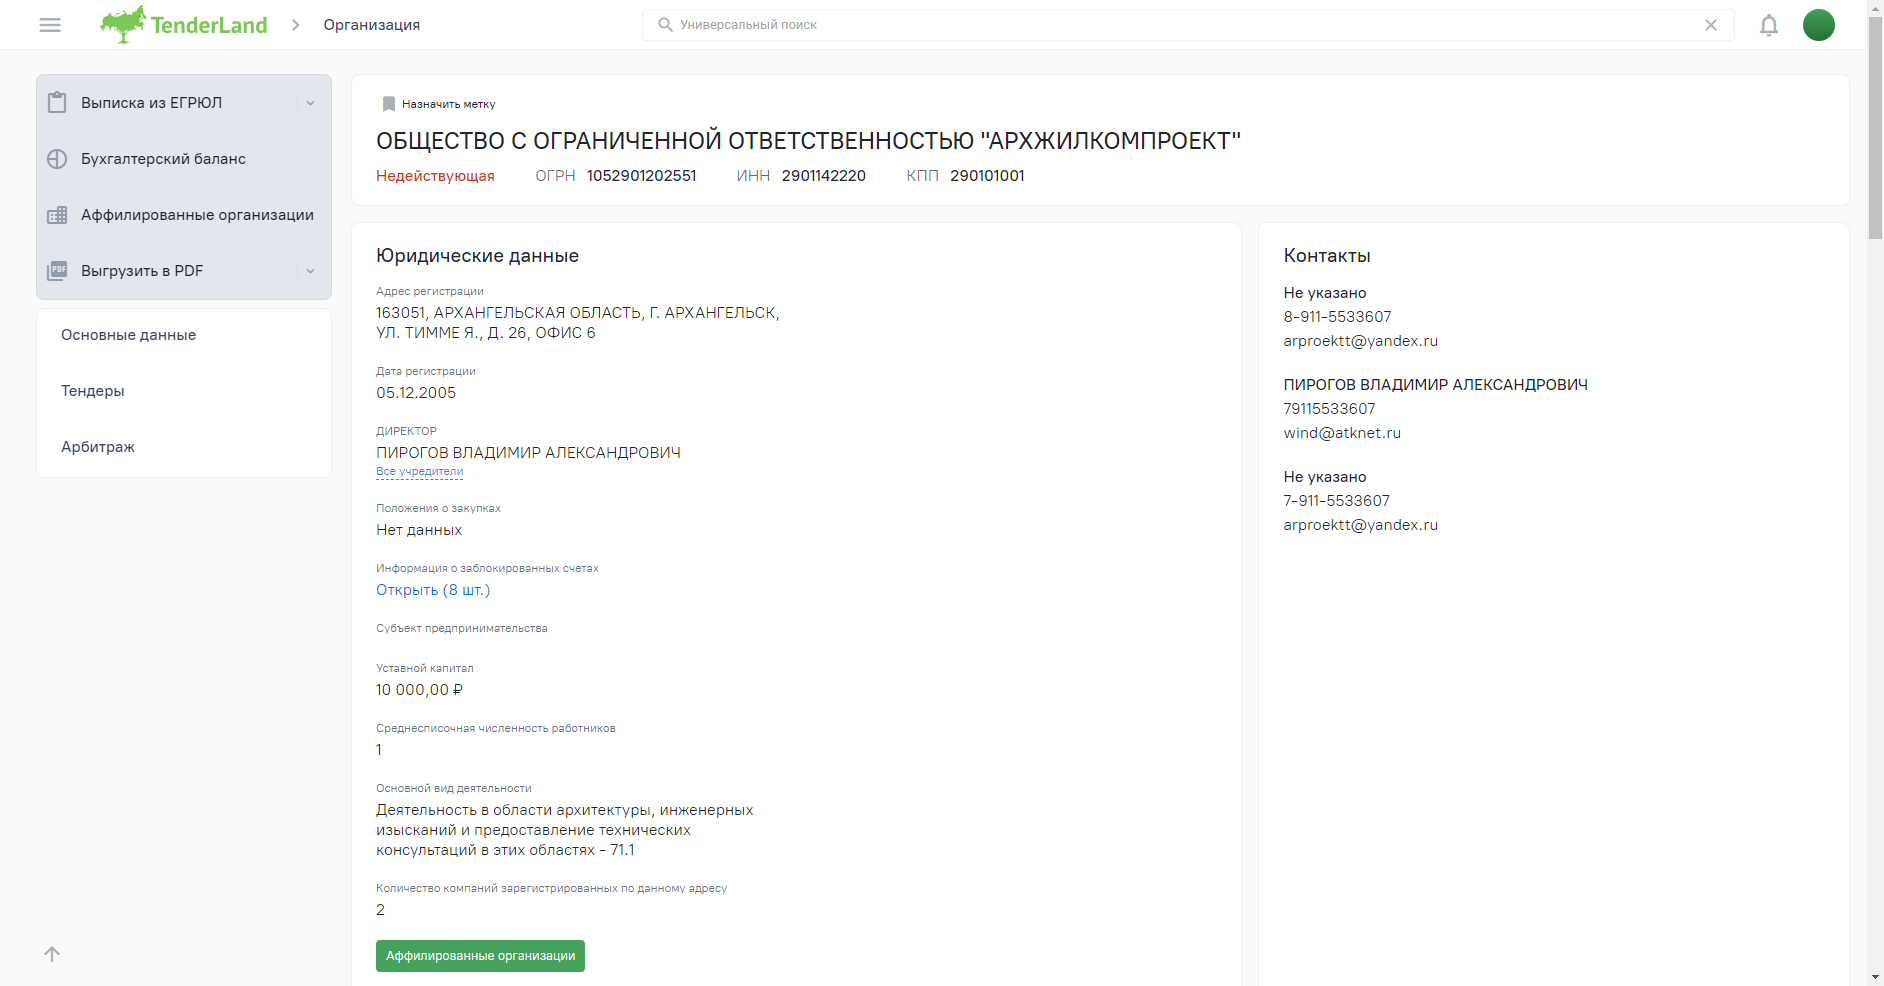 TenderLand
Организация
Универсальный поиск
Выписка из ЕГРЮЛ
Бухгалтерский баланс
Аффилированные организации
PDF
Выгрузить в PDF
Основные данные
Тендеры
Арбитраж
Назначить метку
ОБЩЕСТВО С ОГРАНИЧЕННОЙ ОТВЕТСТВЕННОСТЬЮ "АРХЖИЛКОМПРОЕКТ"
Недействующая ОГРН 1052901202551 ИНН 2901142220 КПП 290101001
Юридические данные
Адрес регистрации
163051, АРХАНГЕЛЬСКАЯ ОБЛАСТЬ, Г. АРХАНГЕЛЬСК,
УЛ. ТИММЕ Я., Д. 26, ОФИС 6
Дата регистрации
05.12.2005
ДИРЕКТОР
ПИРОГОВ ВЛАДИМИР АЛЕКСАНДРОВИЧ
Все учредители
Положения о закупках
Нет данных
Информация о заблокированных счетах
Открыть (8 шт.)
Субъект предпринимательства
Уставной капитал
10 000,00 ₽
Среднесписочная численность работников
1
Основной вид деятельности
Деятельность в области архитектуры, инженерных
изысканий и предоставление технических
консультаций в этих областях - 71.1
Количество компаний зарегистрированных по данному адресу
2
Аффилированные организации
Контакты
Не указано
8-911-5533607
arproektt@yandex.ru
ПИРОГОВ ВЛАДИМИР АЛЕКСАНДРОВИЧ
79115533607
wind@atknet.ru
Не указано
7-911-5533607
arproektt@yandex.ru